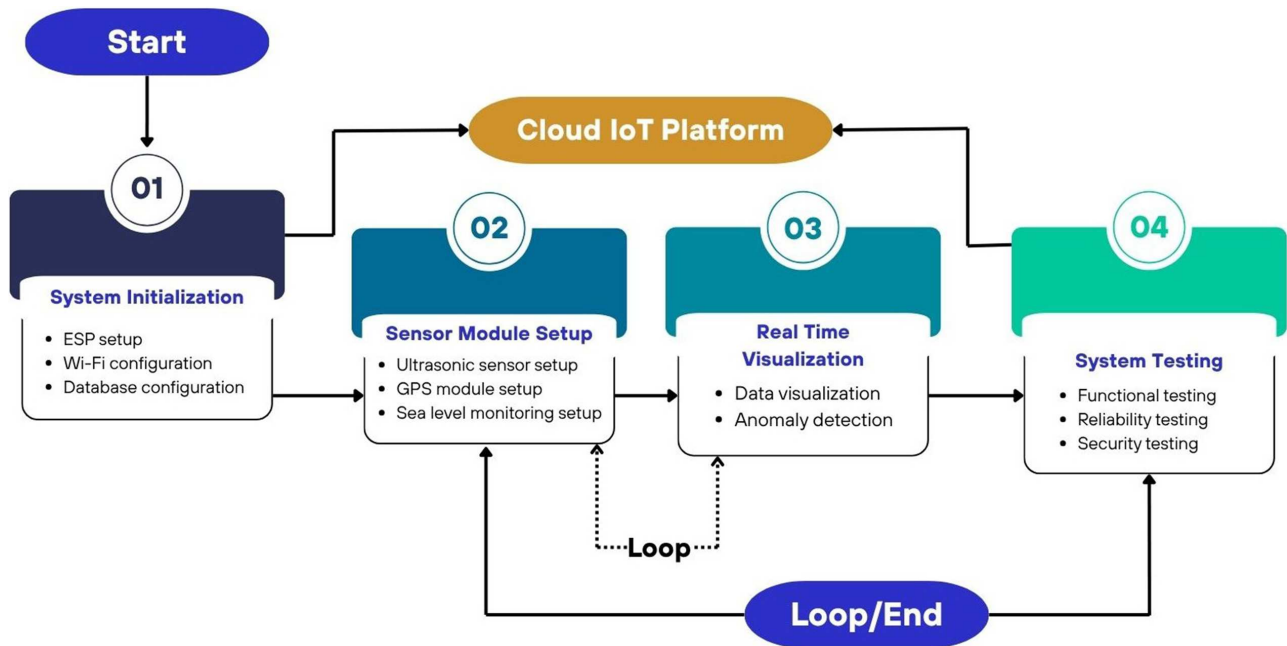 Start
Cloud IoT Platform
01
System Initialization
• ESP setup
• Wi-Fi configuration
• Database configuration
02
Sensor Module Setup
• Ultrasonic sensor setup
• GPS module setup
• Sea level monitoring setup
03
Real Time
Visualization
• Data visualization
• Anomaly detection
04
System Testing
• Functional testing
• Reliability testing
• Security testing
Loop
Loop/End